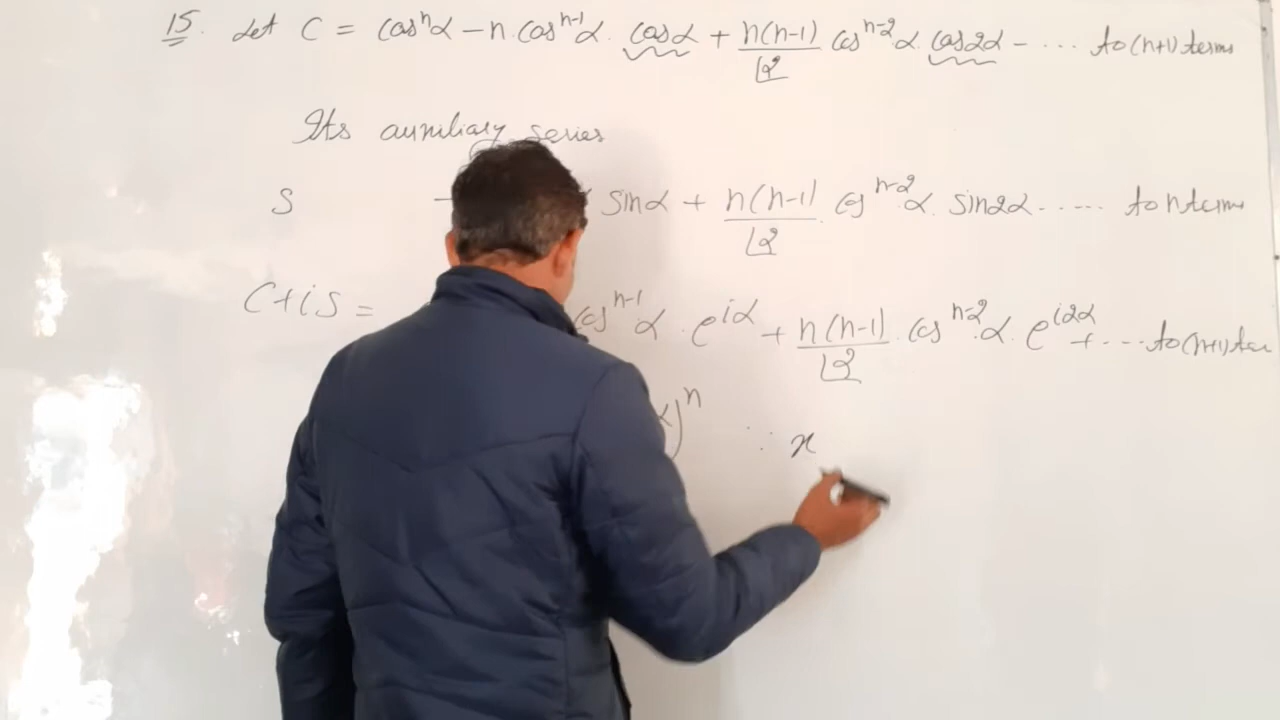 15. Let C = cosⁿα - n.cosⁿ⁻¹α. cosα + n(n-1)/⌊2 cosⁿ⁻²α. cos2α - ···· to (n+1) terms
Its auxiliary series
S - sinα + n(n-1)/⌊2 . cosⁿ⁻²α. sin2α ····· to n terms
C+iS = cosⁿ⁻¹α . e^{iα} + n(n-1)/⌊2 . cosⁿ⁻²α. e^{i2α} + ··· to (n+1) ter
α)ⁿ ∵ x